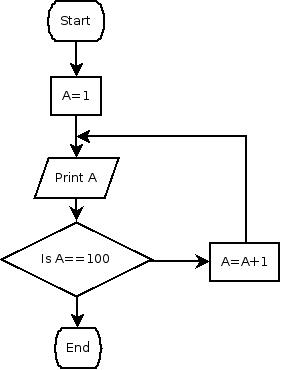 Start
A=1
Print A
Is A==100
A=A+1
End